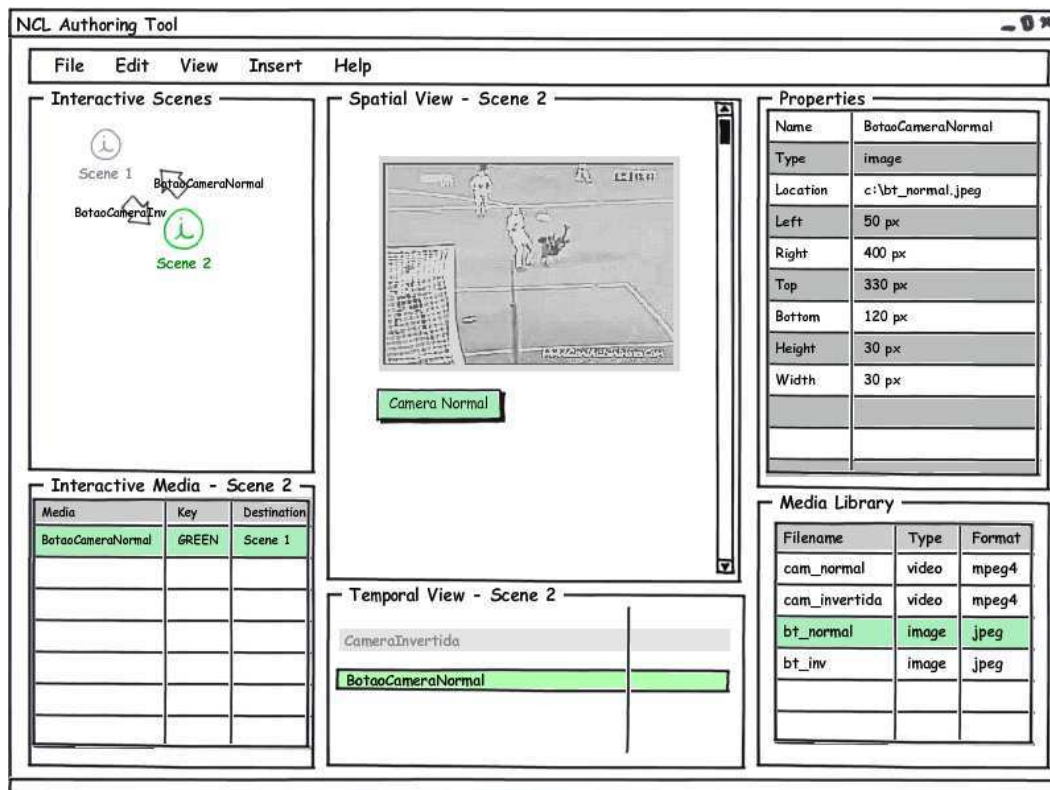 NCL Authoring Tool
File Edit View Insert Help
Interactive Scenes
Scene 1
BotaoCameraNormal
BotaoCameraInv
Scene 2
Interactive Media - Scene 2
Media Key Destination
BotaoCameraNormal GREEN Scene 1
Spatial View - Scene 2
Camera Normal
Temporal View - Scene 2
CameraInvertida
BotaoCameraNormal
Properties
Name BotaoCameraNormal
Type image
Location c:\bt_normal.jpeg
Left 50 px
Right 400 px
Top 330 px
Bottom 120 px
Height 30 px
Width 30 px
Media Library
Filename Type Format
cam_normal video mpeg4
cam_invertida video mpeg4
bt_normal image jpeg
bt_inv image jpeg